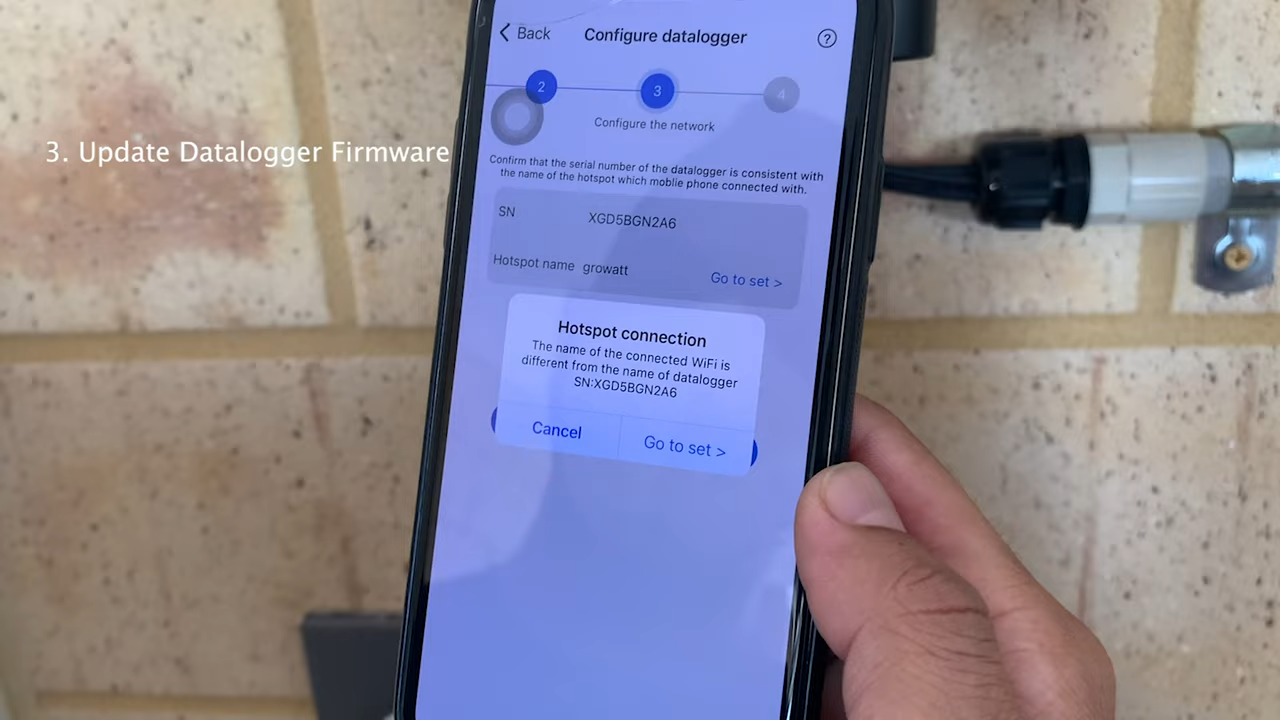 Back
Configure datalogger
?
2
3
4
Configure the network
3. Update Datalogger Firmware
Confirm that the serial number of the datalogger is consistent with
the name of the hotspot which moblie phone connected with.
SN XGD5BGN2A6
Hotspot name growatt Go to set >
Hotspot connection
The name of the connected WiFi is
different from the name of datalogger
SN:XGD5BGN2A6
Cancel
Go to set >